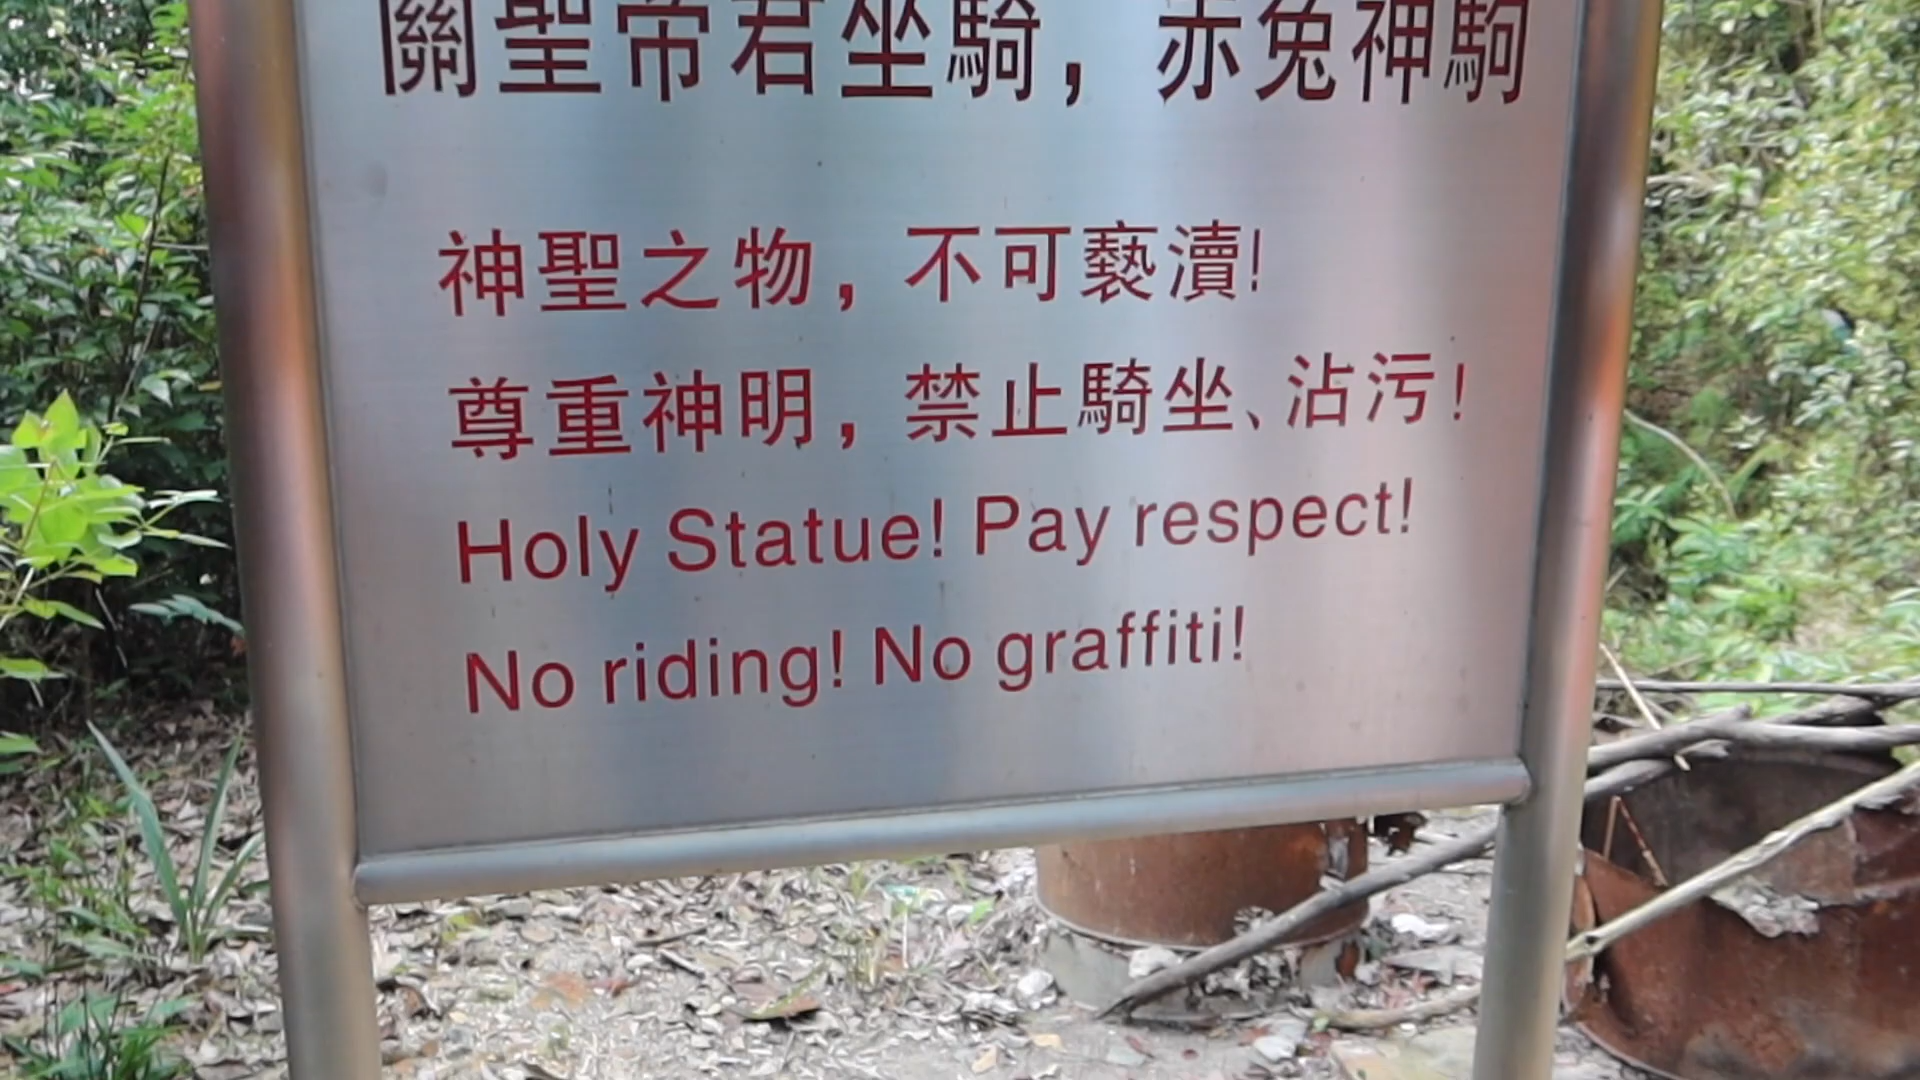 關聖帝君坐騎，赤兔神駒
神聖之物，不可褻瀆!
尊重神明，禁止騎坐、沾污!
Holy Statue! Pay respect!
No riding! No graffiti!